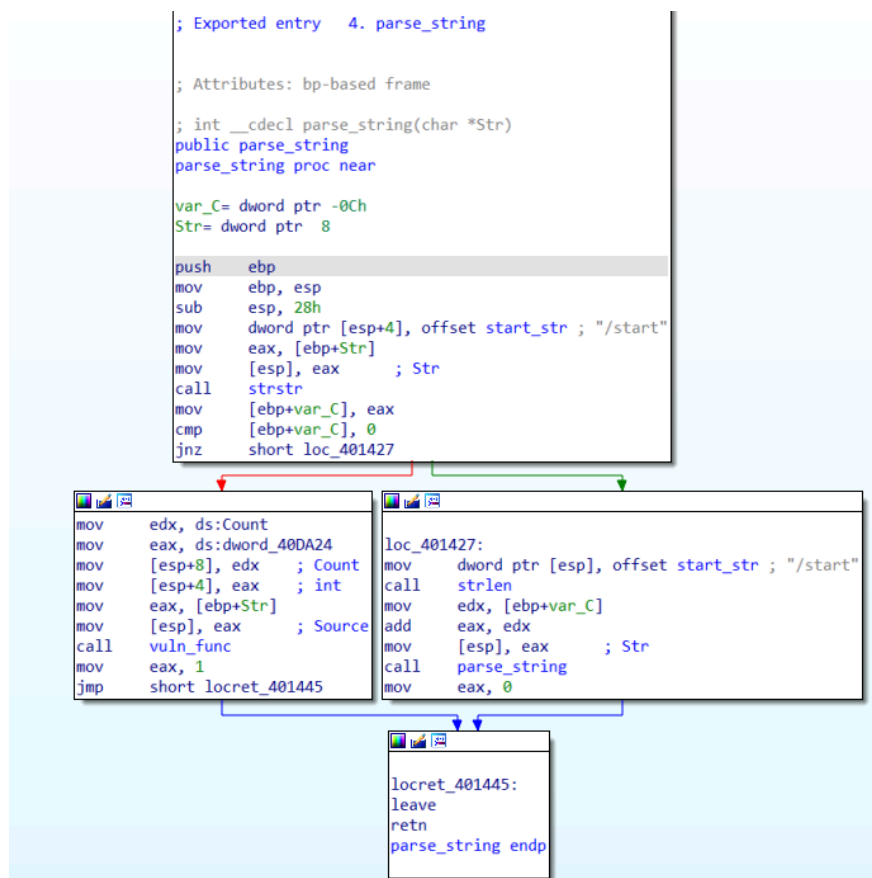 ; Exported entry   4. parse_string
; Attributes: bp-based frame
; int __cdecl parse_string(char *Str)
public parse_string
parse_string proc near
var_C= dword ptr -0Ch
Str= dword ptr  8
push    ebp
mov     ebp, esp
sub     esp, 28h
mov     dword ptr [esp+4], offset start_str ; "/start"
mov     eax, [ebp+Str]
mov     [esp], eax      ; Str
call    strstr
mov     [ebp+var_C], eax
cmp     [ebp+var_C], 0
jnz     short loc_401427
mov     edx, ds:Count
mov     eax, ds:dword_40DA24
mov     [esp+8], edx    ; Count
mov     [esp+4], eax    ; int
mov     eax, [ebp+Str]
mov     [esp], eax      ; Source
call    vuln_func
mov     eax, 1
jmp     short locret_401445
loc_401427:
mov     dword ptr [esp], offset start_str ; "/start"
call    strlen
mov     edx, [ebp+var_C]
add     eax, edx
mov     [esp], eax      ; Str
call    parse_string
mov     eax, 0
locret_401445:
leave
retn
parse_string endp